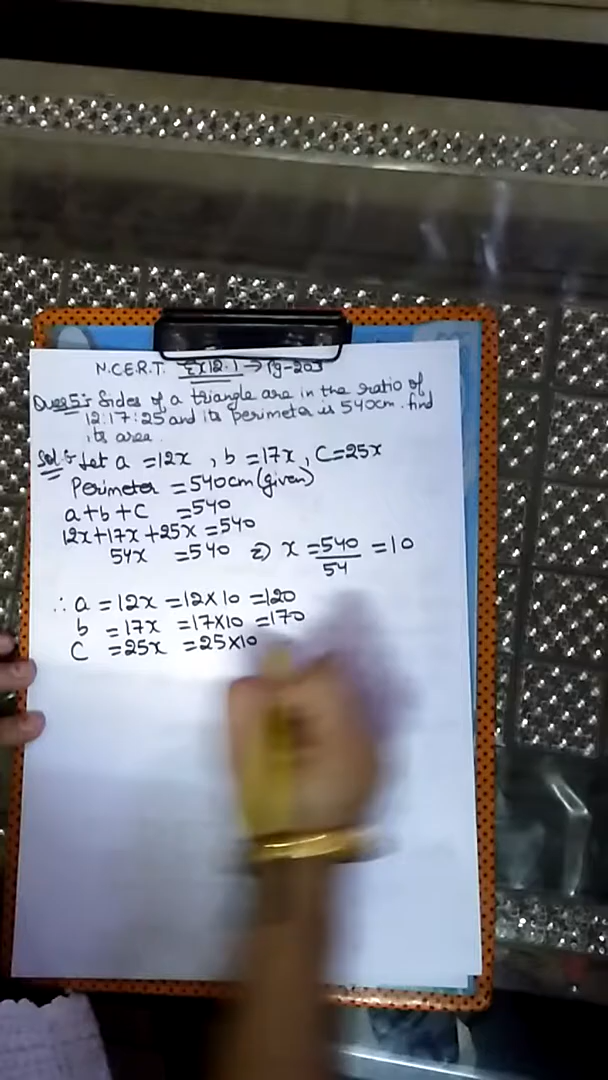 N.C.E.R.T. Ex 12.1 → Pg-203
Ques 5:- Sides of a triangle are in the ratio of
12:17:25 and its perimeter is 540cm. find
its area.
Sol:- Let a = 12x , b = 17x , C = 25x
Perimeter = 540 cm (given)
a + b + C = 540
12x + 17x + 25x = 540
54x = 540 ⇒ x = 540/54 = 10
∴ a = 12x = 12×10 = 120
b = 17x = 17×10 = 170
C = 25x = 25×10